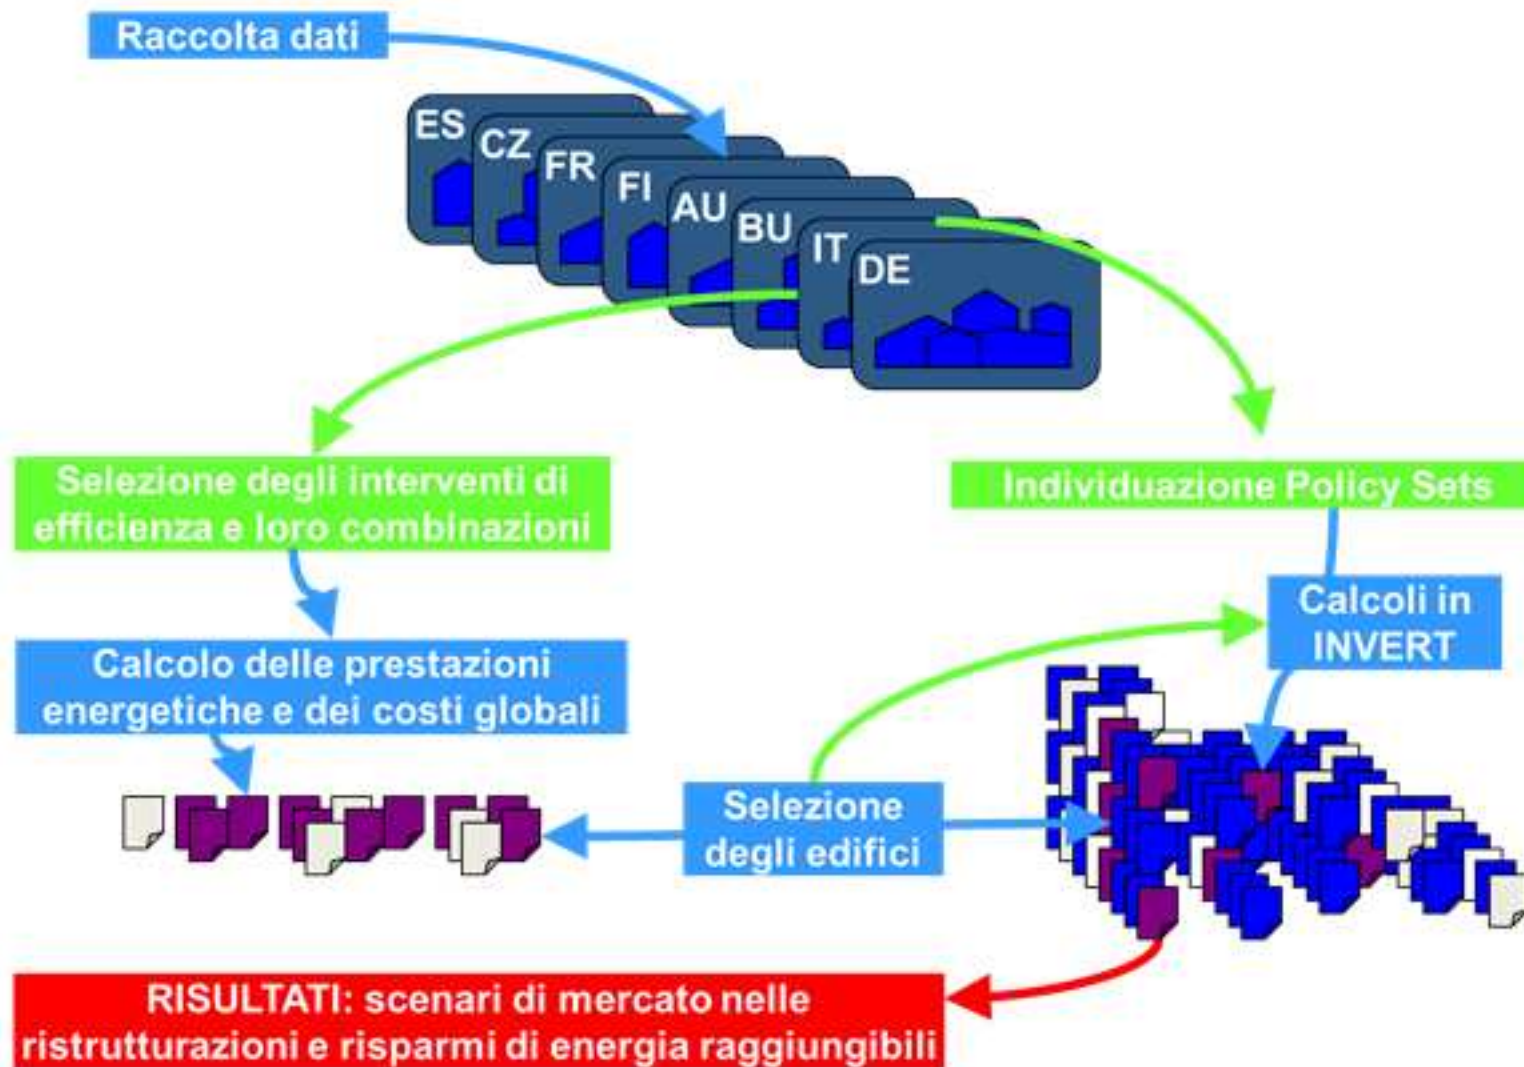 Raccolta dati
ES
CZ
FR
FI
AU
BU
IT
DE
Selezione degli interventi di
efficienza e loro combinazioni
Individuazione Policy Sets
Calcoli in
INVERT
Calcolo delle prestazioni
energetiche e dei costi globali
Selezione
degli edifici
RISULTATI: scenari di mercato nelle
ristrutturazioni e risparmi di energia raggiungibili